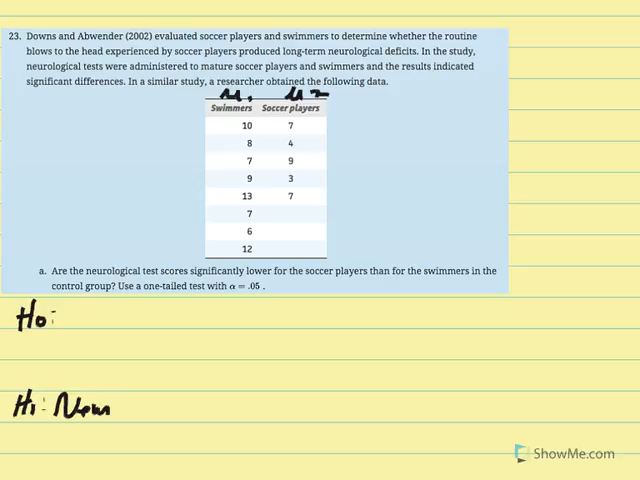 23. Downs and Abwender (2002) evaluated soccer players and swimmers to determine whether the routine
blows to the head experienced by soccer players produced long-term neurological deficits. In the study,
neurological tests were administered to mature soccer players and swimmers and the results indicated
significant differences. In a similar study, a researcher obtained the following data.
μ1 μ2
Swimmers Soccer players
10 7
8 4
7 9
9 3
13 7
7
6
12
a. Are the neurological test scores significantly lower for the soccer players than for the swimmers in the
control group? Use a one-tailed test with α = .05 .
Ho:
H1: Neur
ShowMe.com